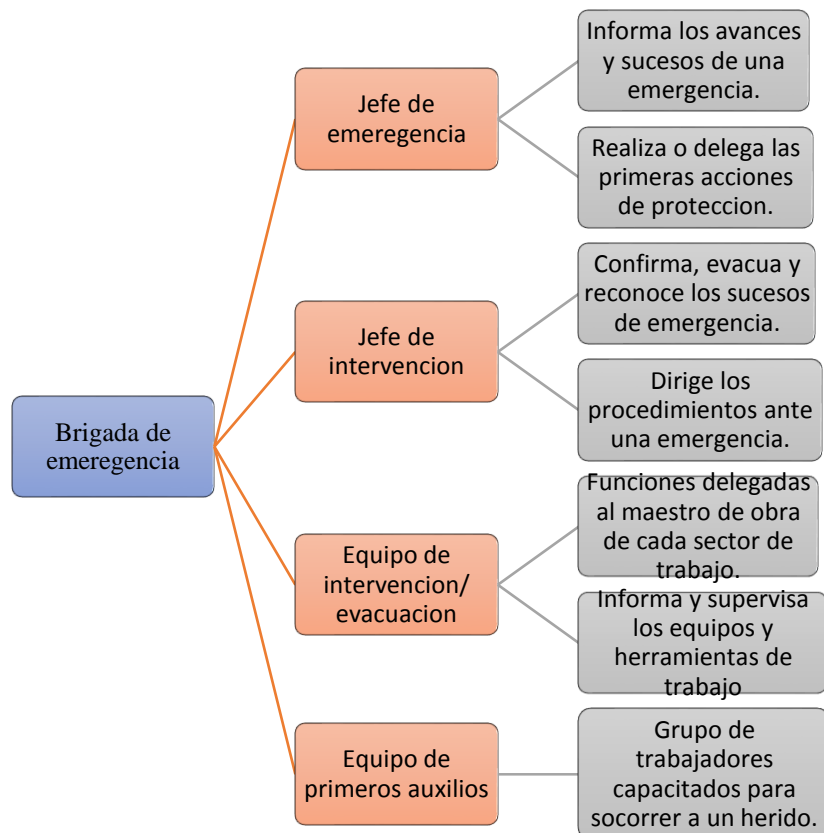 Brigada de
emeregencia
Jefe de
emeregencia
Informa los avances
y sucesos de una
emergencia.
Realiza o delega las
primeras acciones
de proteccion.
Jefe de
intervencion
Confirma, evacua y
reconoce los sucesos
de emergencia.
Dirige los
procedimientos ante
una emergencia.
Equipo de
intervencion/
evacuacion
Funciones delegadas
al maestro de obra
de cada sector de
trabajo.
Informa y supervisa
los equipos y
herramientas de
trabajo
Equipo de
primeros auxilios
Grupo de
trabajadores
capacitados para
socorrer a un herido.